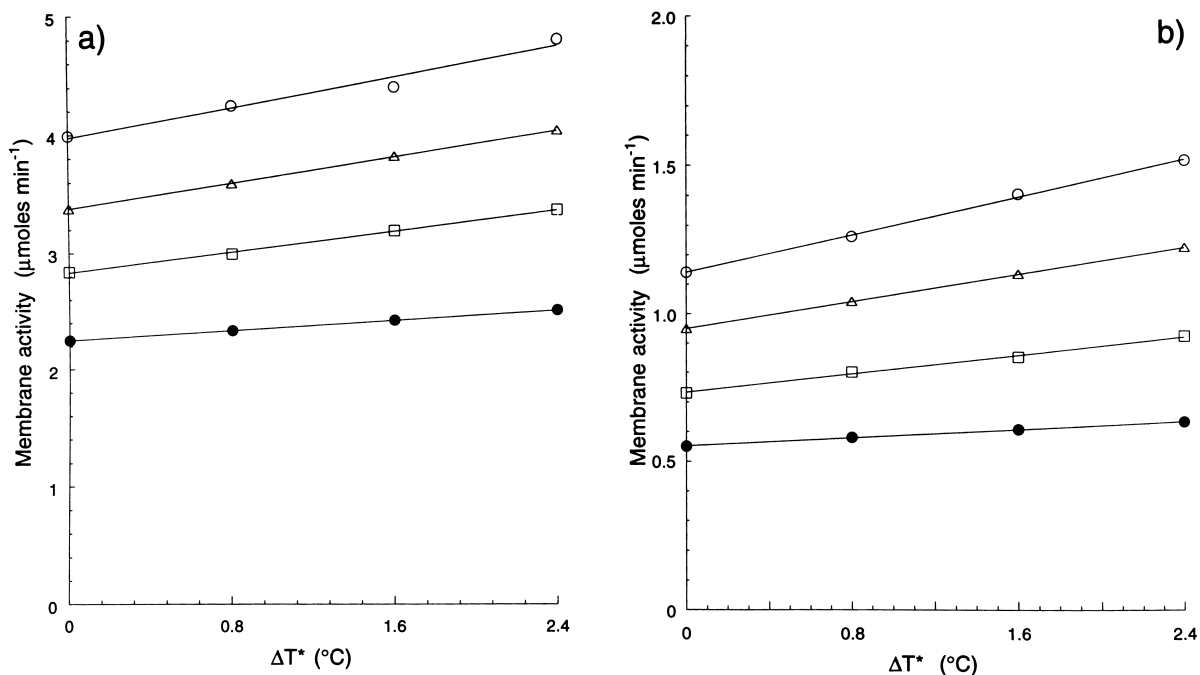 a)
5
4
3
2
1
0
Membrane activity (μmoles min⁻¹)
0 0.8 1.6 2.4
ΔT* (°C)
b)
2.0
1.5
1.0
0.5
0
Membrane activity (μmoles min⁻¹)
0 0.8 1.6 2.4
ΔT* (°C)